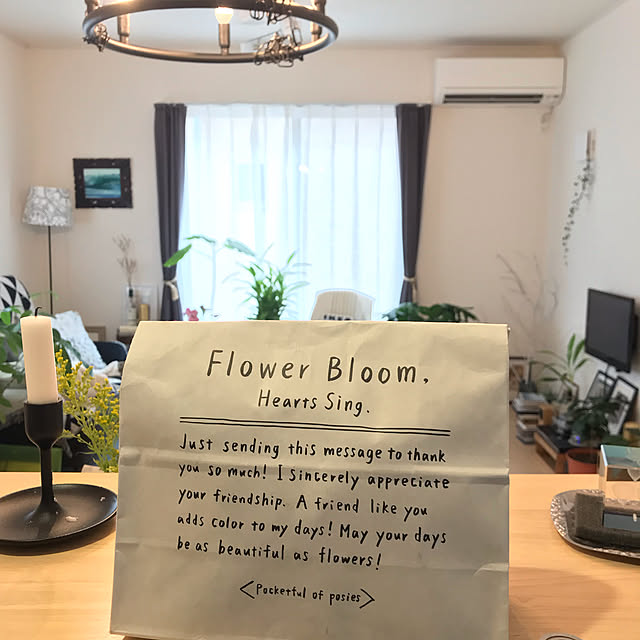 Flower Bloom,
Hearts Sing.
Just sending this message to thank
you so much! I sincerely appreciate
your friendship. A friend like you
adds color to my days! May your days
be as beautiful as flowers!
<Pocketful of posies>